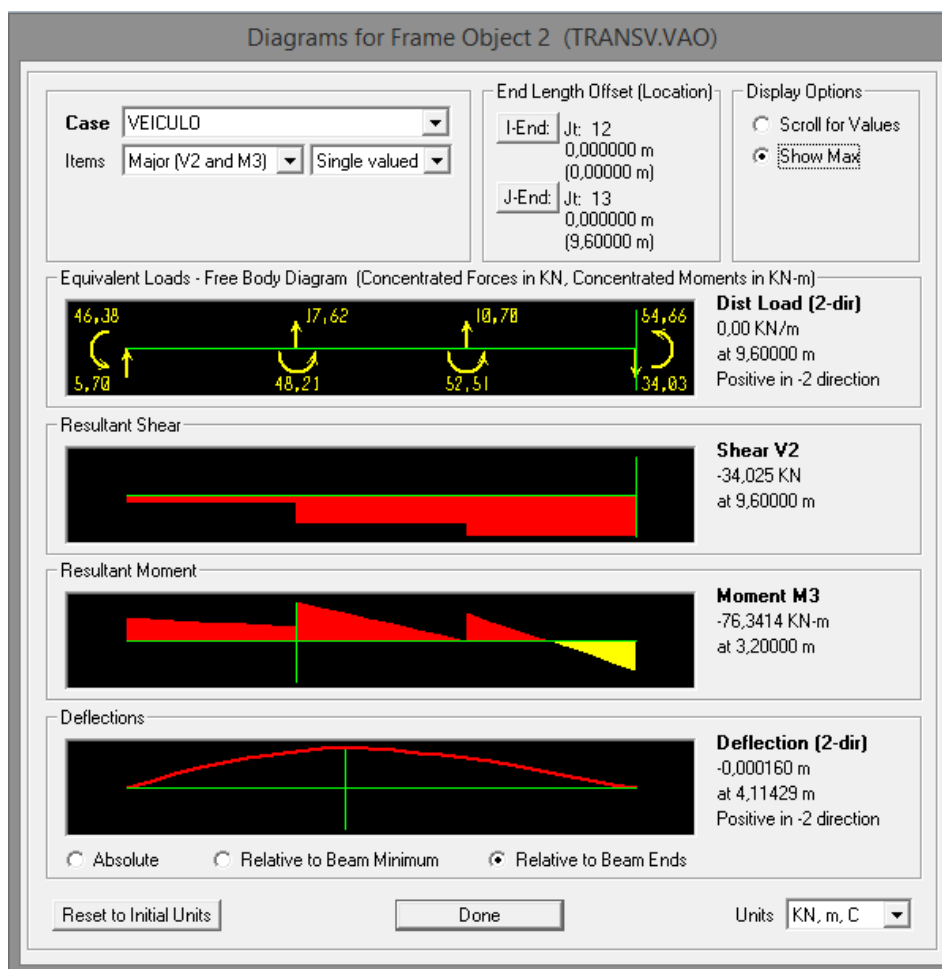 Diagrams for Frame Object 2 (TRANSV.VAO)
Case VEICULO
Items Major (V2 and M3) Single valued
End Length Offset (Location)
I-End: Jt: 12
0,000000 m
(0,00000 m)
J-End: Jt: 13
0,000000 m
(9,60000 m)
Display Options
Scroll for Values
Show Max
Equivalent Loads - Free Body Diagram (Concentrated Forces in KN, Concentrated Moments in KN-m)
46,38 17,62 10,70 54,66
5,70 48,21 52,51 34,03
Dist Load (2-dir)
0,00 KN/m
at 9,60000 m
Positive in -2 direction
Resultant Shear
Shear V2
-34,025 KN
at 9,60000 m
Resultant Moment
Moment M3
-76,3414 KN-m
at 3,20000 m
Deflections
Deflection (2-dir)
-0,000160 m
at 4,11429 m
Positive in -2 direction
Absolute Relative to Beam Minimum Relative to Beam Ends
Reset to Initial Units Done Units KN, m, C